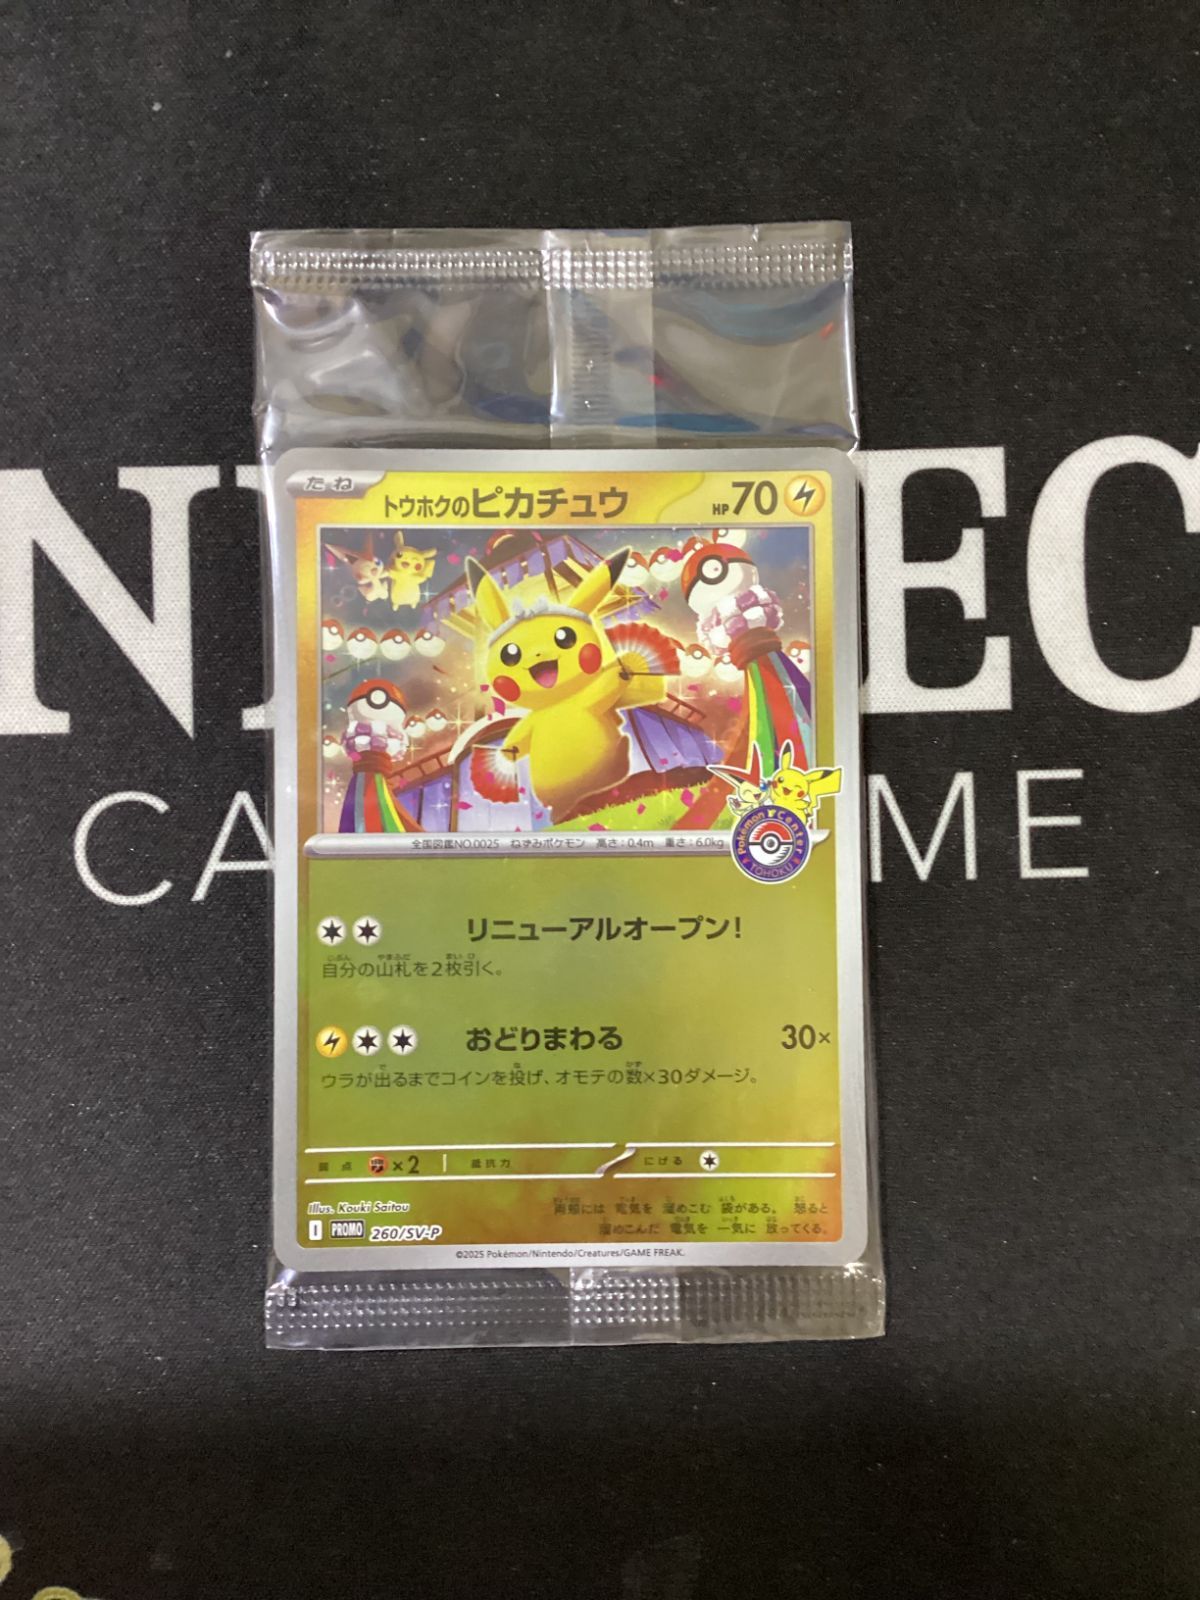 たね
トウホクのピカチュウ
HP 70
全国図鑑NO.0025 ねずみポケモン 高さ:0.4m 重さ:6.0kg
Pokémon Center
TOHOKU
N
EC
CA
ME
リニューアルオープン!
自分の山札を2枚引く。
おどりまわる 30×
ウラが出るまでコインを投げ、オモテの数×30ダメージ。
弱点 ×2 抵抗力 にげる
Illus. Kouki Saitou
両頬には 電気を 溜めこむ 袋がある。 怒ると
溜めこんだ 電気を 一気に 放ってくる。
I PROMO 260/SV-P
©2025 Pokémon/Nintendo/Creatures/GAME FREAK.